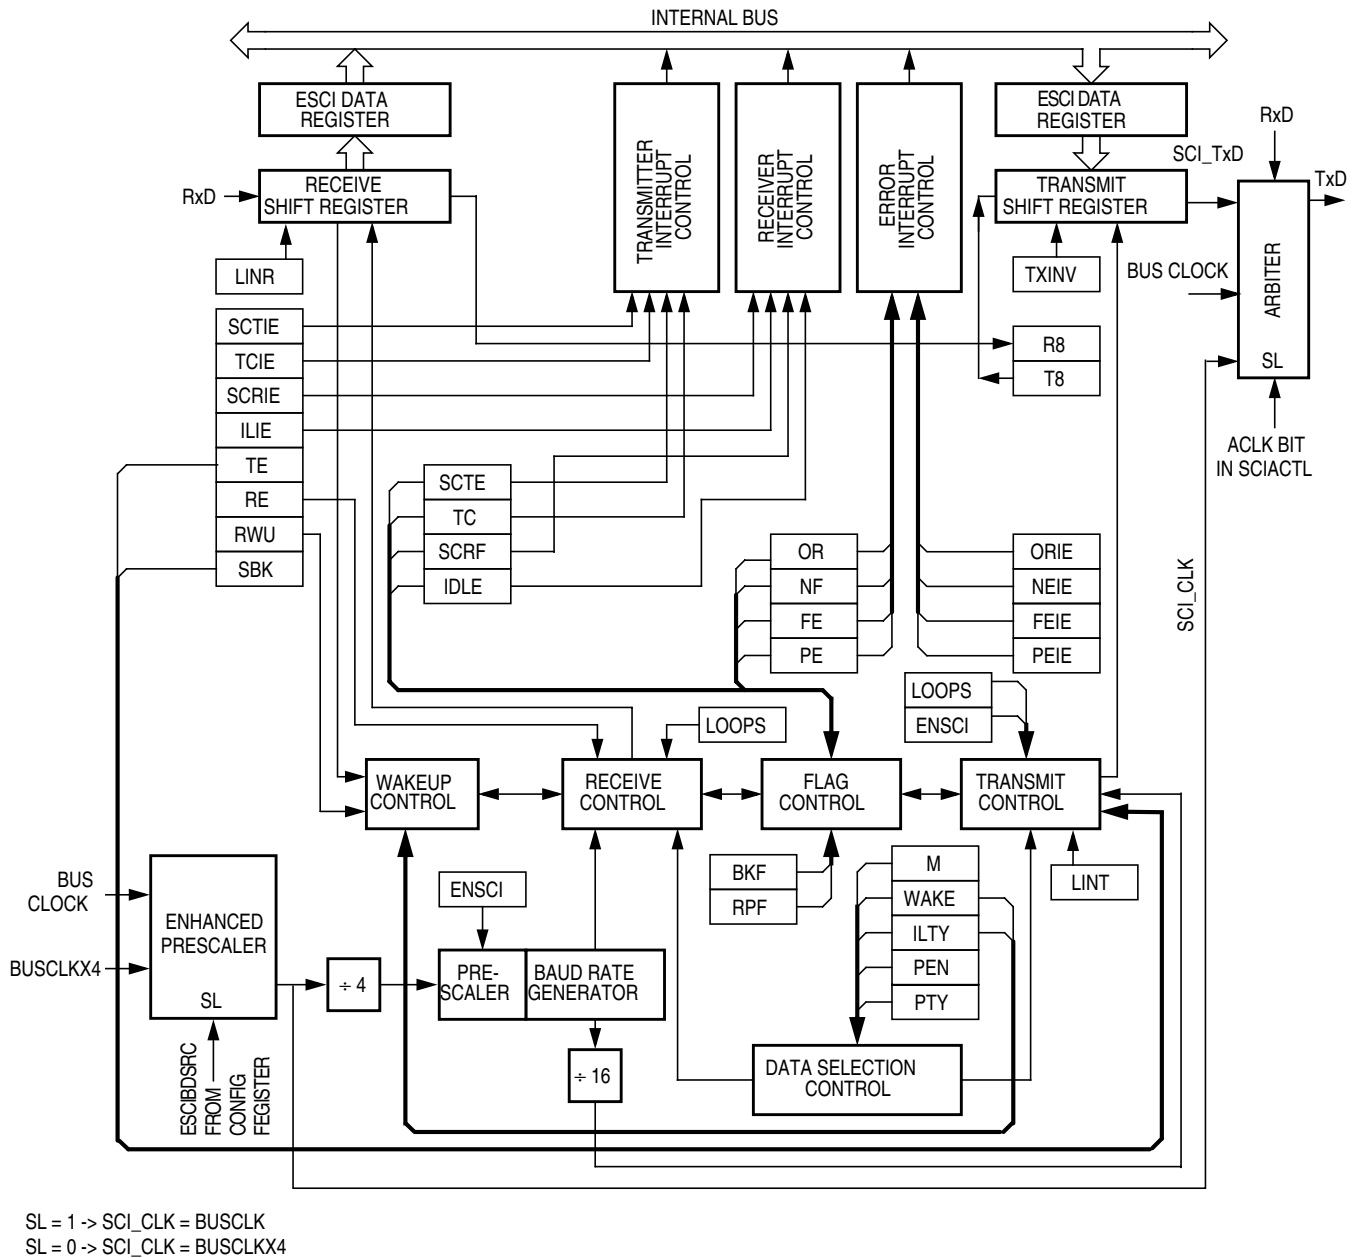 INTERNAL BUS
ESCI DATA
REGISTER
ESCI DATA
REGISTER
TRANSMITTER
INTERRUPT
CONTROL
RECEIVER
INTERRUPT
CONTROL
ERROR
INTERRUPT
CONTROL
RxD
RECEIVE
SHIFT REGISTER
TRANSMIT
SHIFT REGISTER
SCI_TxD
RxD
TxD
LINR
TXINV
BUS CLOCK
ARBITER
SL
ACLK BIT
IN SCIACTL
SCTIE
TCIE
SCRIE
ILIE
TE
RE
RWU
SBK
R8
T8
SCTE
TC
SCRF
IDLE
OR
NF
FE
PE
ORIE
NEIE
FEIE
PEIE
SCI_CLK
LOOPS
ENSCI
LOOPS
WAKEUP
CONTROL
RECEIVE
CONTROL
FLAG
CONTROL
TRANSMIT
CONTROL
BKF
RPF
M
WAKE
ILTY
PEN
PTY
LINT
BUS
CLOCK
BUSCLKX4
ENHANCED
PRESCALER
SL
÷ 4
ENSCI
PRE-
SCALER
BAUD RATE
GENERATOR
÷ 16
DATA SELECTION
CONTROL
ESCIBDSRC
FROM
CONFIG
FEGISTER
SL = 1 -> SCI_CLK = BUSCLK
SL = 0 -> SCI_CLK = BUSCLKX4